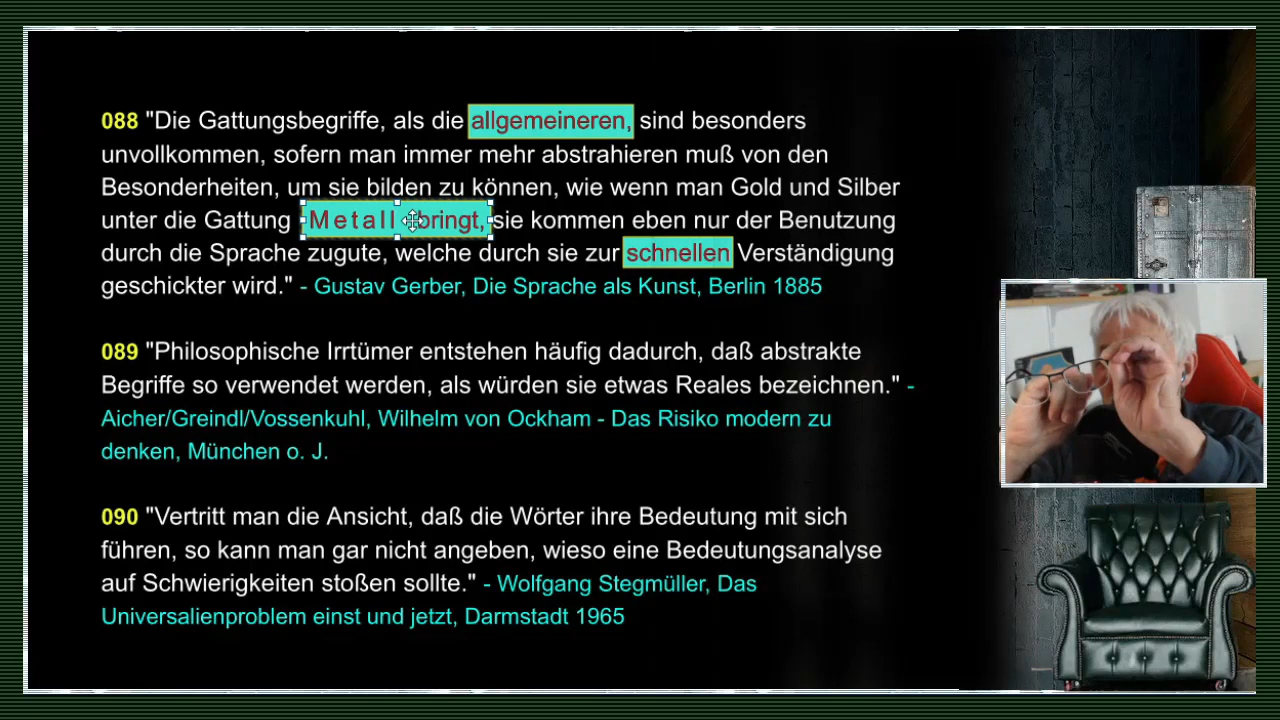 088 "Die Gattungsbegriffe, als die allgemeineren, sind besonders
unvollkommen, sofern man immer mehr abstrahieren muß von den
Besonderheiten, um sie bilden zu können, wie wenn man Gold und Silber
unter die Gattung Metall bringt, sie kommen eben nur der Benutzung
durch die Sprache zugute, welche durch sie zur schnellen Verständigung
geschickter wird." - Gustav Gerber, Die Sprache als Kunst, Berlin 1885
089 "Philosophische Irrtümer entstehen häufig dadurch, daß abstrakte
Begriffe so verwendet werden, als würden sie etwas Reales bezeichnen." -
Aicher/Greindl/Vossenkuhl, Wilhelm von Ockham - Das Risiko modern zu
denken, München o. J.
090 "Vertritt man die Ansicht, daß die Wörter ihre Bedeutung mit sich
führen, so kann man gar nicht angeben, wieso eine Bedeutungsanalyse
auf Schwierigkeiten stoßen sollte." - Wolfgang Stegmüller, Das
Universalienproblem einst und jetzt, Darmstadt 1965